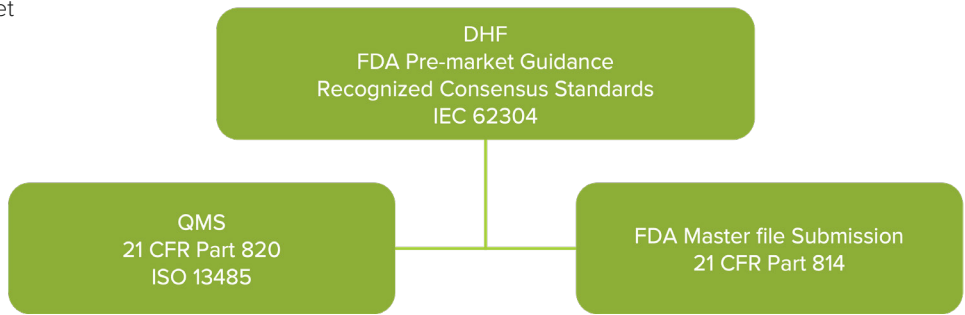 DHF
FDA Pre-market Guidance
Recognized Consensus Standards
IEC 62304
QMS
21 CFR Part 820
ISO 13485
FDA Master file Submission
21 CFR Part 814